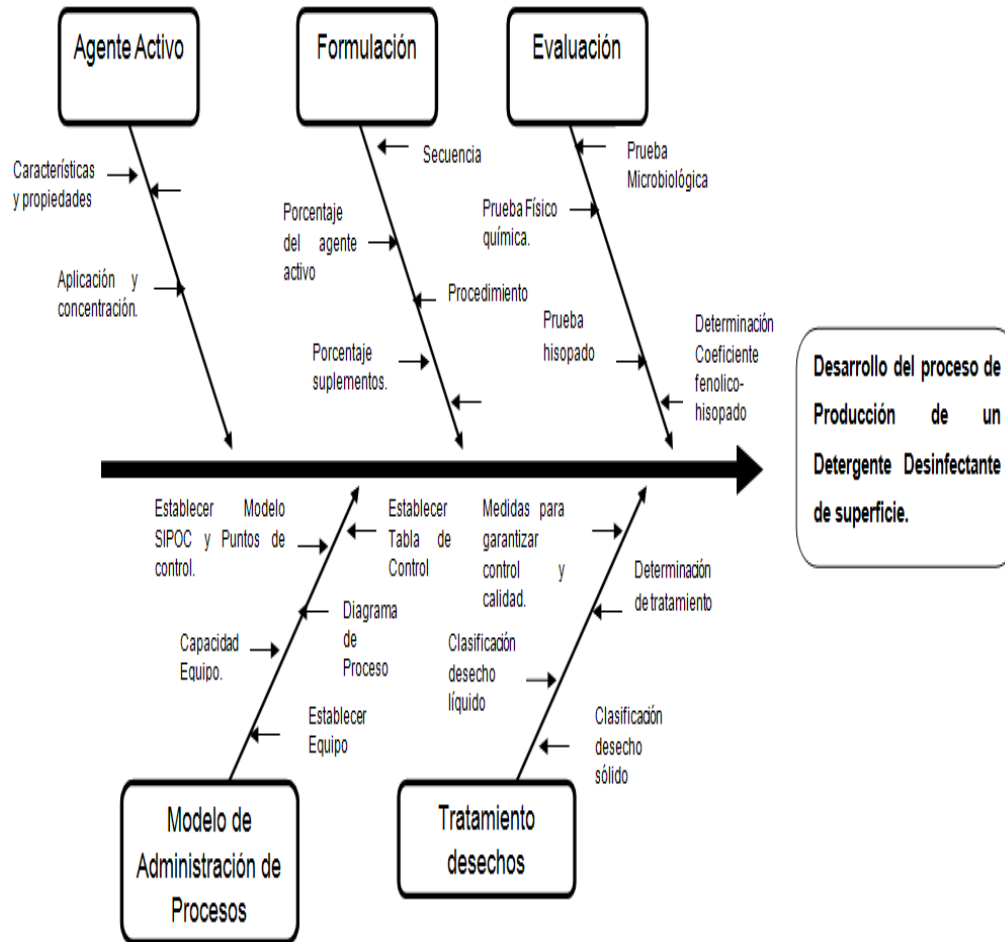 Agente Activo
Formulación
Evaluación
Características
y propiedades
Aplicación y
concentración.
Secuencia
Porcentaje
del agente
activo
Procedimiento
Porcentaje
suplementos.
Prueba
Microbiológica
Prueba Físico
química.
Prueba
hisopado
Determinación
Coeficiente
fenolico-
hisopado
Desarrollo del proceso de
Producción de un
Detergente Desinfectante
de superficie.
Establecer Modelo
SIPOC y Puntos de
control.
Establecer
Tabla de
Control
Diagrama
de
Proceso
Capacidad
Equipo.
Establecer
Equipo
Medidas para
garantizar
control y
calidad.
Determinación
de tratamiento
Clasificación
desecho
líquido
Clasificación
desecho
sólido
Modelo de
Administración de
Procesos
Tratamiento
desechos